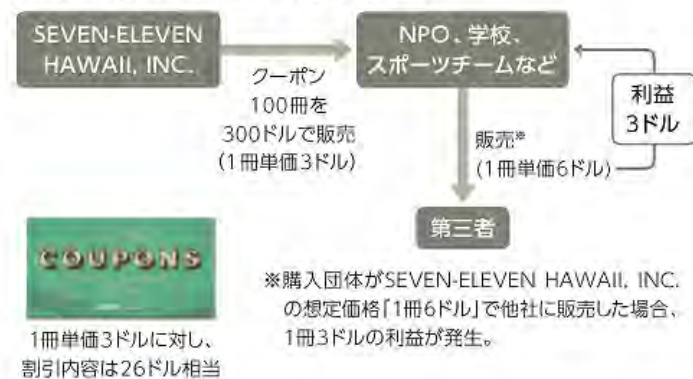 SEVEN-ELEVEN
HAWAII, INC.
クーポン
100冊を
300ドルで販売
(1冊単価3ドル)
NPO、学校、
スポーツチームなど
販売※
(1冊単価6ドル)
利益
3ドル
第三者
COUPONS
1冊単価3ドルに対し、
割引内容は26ドル相当
※購入団体がSEVEN-ELEVEN HAWAII, INC.
の想定価格「1冊6ドル」で他社に販売した場合、
1冊3ドルの利益が発生。